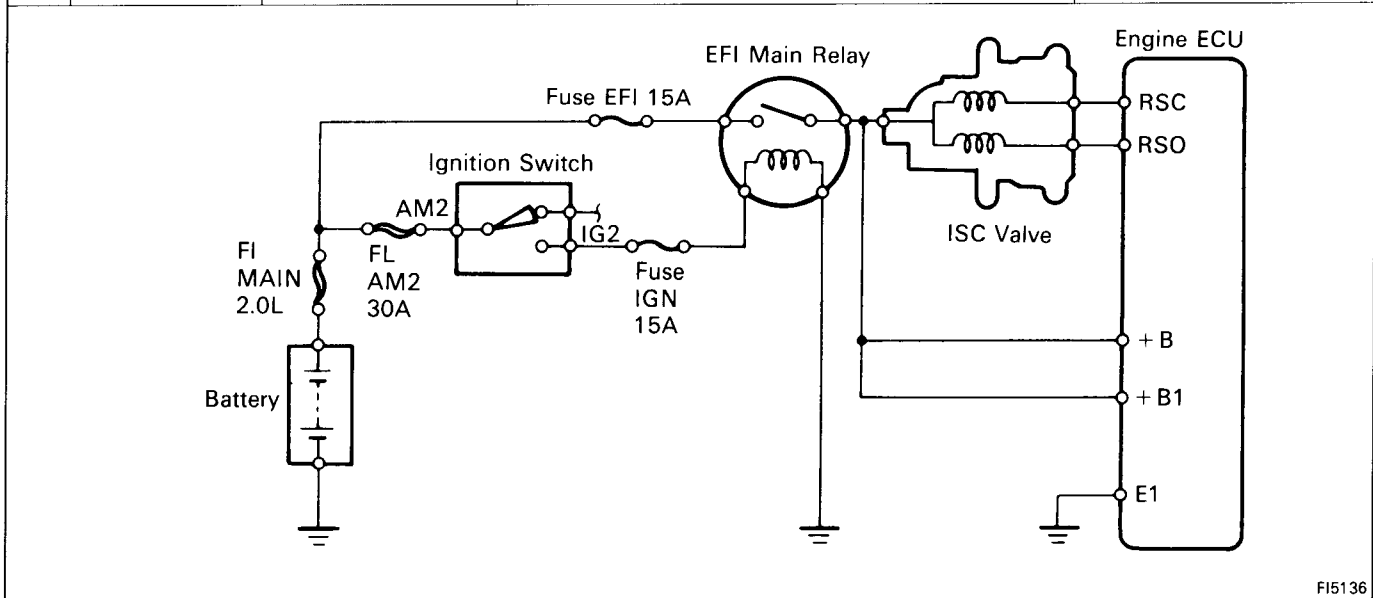 Engine ECU
EFI Main Relay
Fuse EFI 15A
RSC
RSO
Ignition Switch
AM2
IG2
ISC Valve
FI
MAIN
2.0L
FL
AM2
30A
Fuse
IGN
15A
+B
+B1
Battery
E1
FI5136